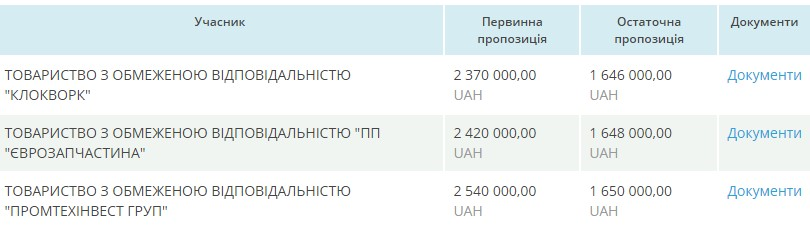 Учасник Первинна Остаточна Документи
пропозиція пропозиція
ТОВАРИСТВО З ОБМЕЖЕНОЮ ВІДПОВІДАЛЬНІСТЮ 2 370 000,00 1 646 000,00 Документи
"КЛОКВОРК" UAH UAH
ТОВАРИСТВО З ОБМЕЖЕНОЮ ВІДПОВІДАЛЬНІСТЮ "ПП 2 420 000,00 1 648 000,00 Документи
"ЄВРОЗАПЧАСТИНА" UAH UAH
ТОВАРИСТВО З ОБМЕЖЕНОЮ ВІДПОВІДАЛЬНІСТЮ 2 540 000,00 1 650 000,00 Документи
"ПРОМТЕХІНВЕСТ ГРУП" UAH UAH